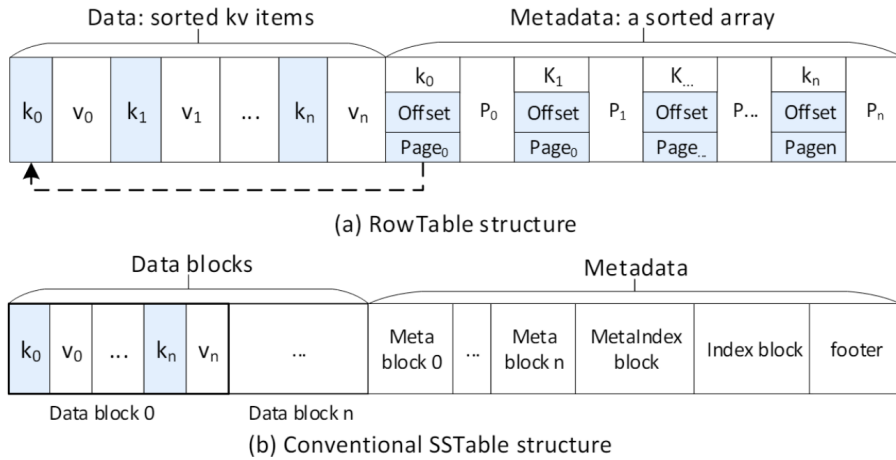 Data: sorted kv items Metadata: a sorted array
k₀ v₀ k₁ v₁ ... kₙ vₙ k₀ P₀ K₁ P₁ K... P... kₙ Pₙ
Offset Offset Offset Offset
Page₀ Page₀ Page... Pagen
(a) RowTable structure
Data blocks Metadata
k₀ v₀ ... kₙ vₙ ... Meta block 0 ... Meta block n MetaIndex block Index block footer
Data block 0 Data block n
(b) Conventional SSTable structure